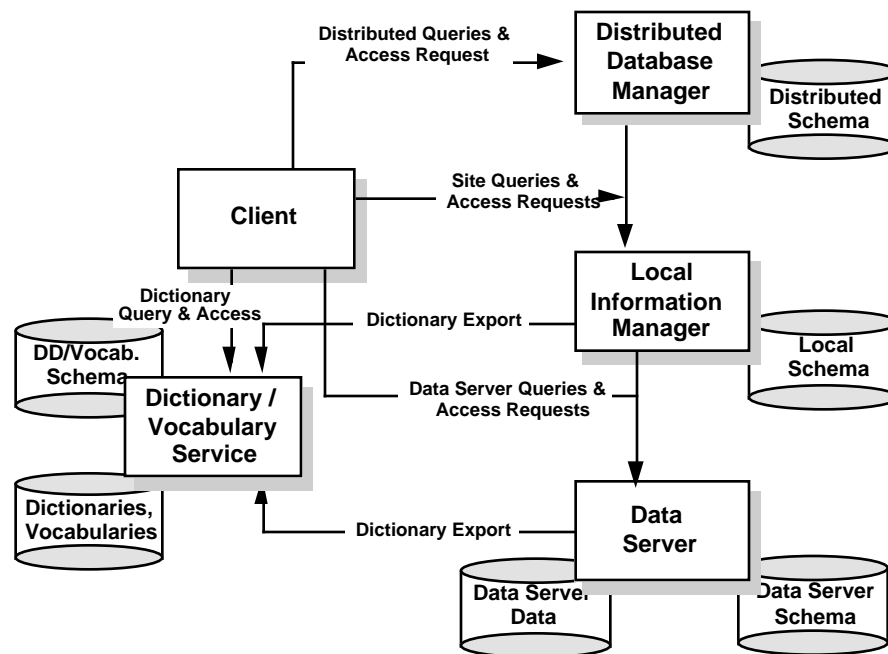 Distributed Queries &
Access Request
Distributed
Database
Manager
Distributed
Schema
Site Queries &
Access Requests
Client
Local
Information
Manager
Dictionary
Query & Access
Dictionary Export
DD/Vocab.
Schema
Local
Schema
Data Server Queries &
Access Requests
Dictionary /
Vocabulary
Service
Dictionaries,
Vocabularies
Dictionary Export
Data
Server
Data Server
Data
Data Server
Schema